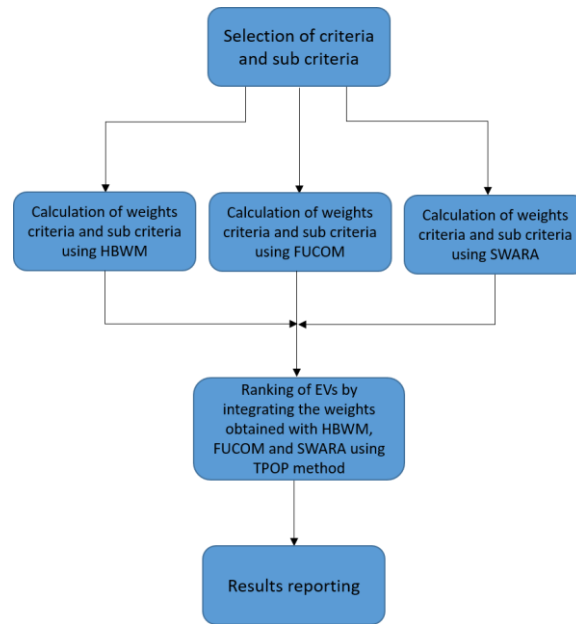 Selection of criteria
and sub criteria
Calculation of weights
criteria and sub criteria
using HBWM
Calculation of weights
criteria and sub criteria
using FUCOM
Calculation of weights
criteria and sub criteria
using SWARA
Ranking of EVs by
integrating the weights
obtained with HBWM,
FUCOM and SWARA using
TPOP method
Results reporting